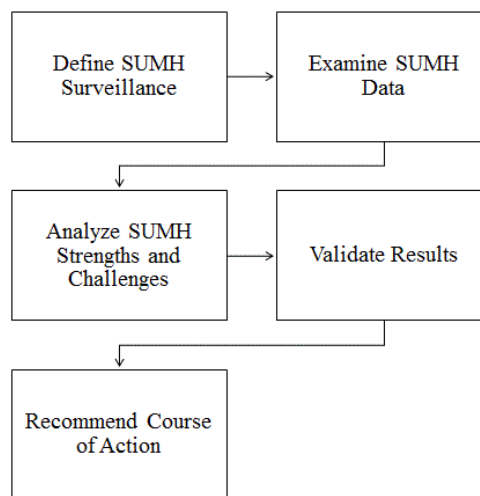 Define SUMH
Surveillance
Examine SUMH
Data
Analyze SUMH
Strengths and
Challenges
Validate Results
Recommend Course
of Action